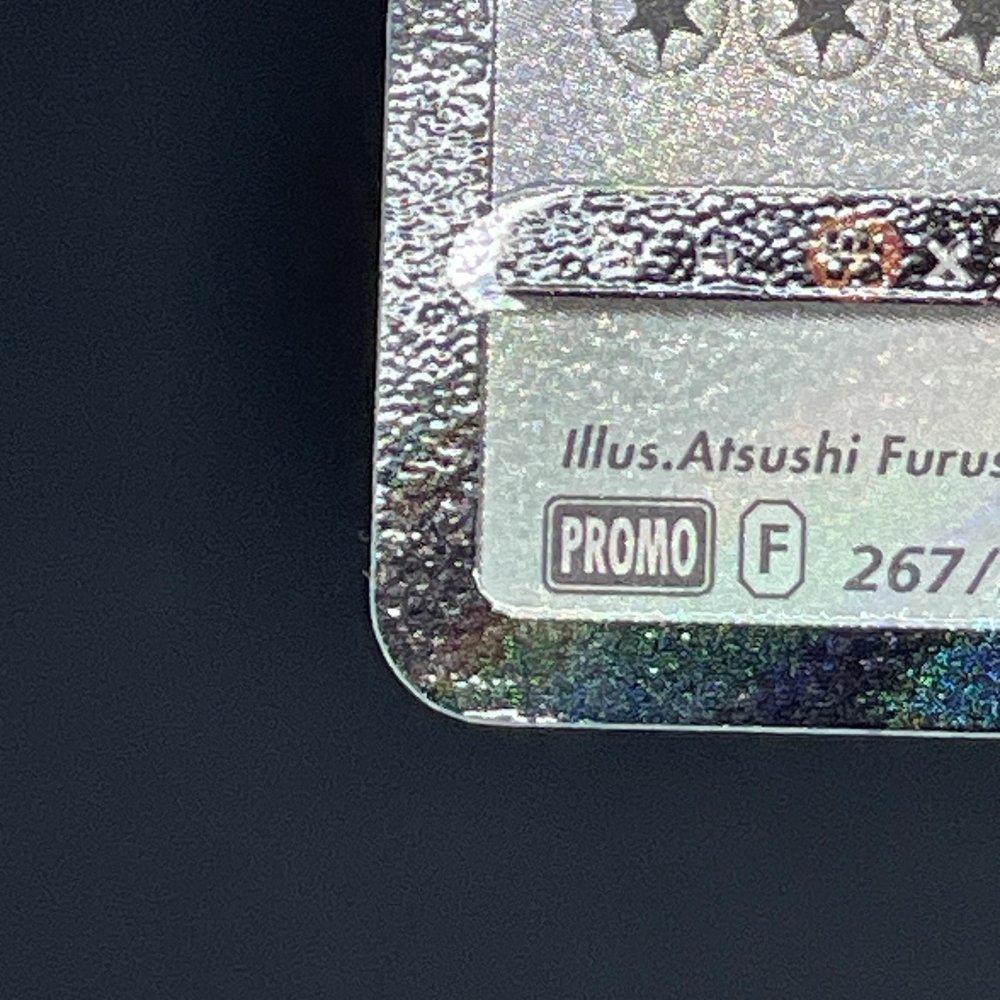 ×
Illus.Atsushi Furus
PROMO F 267/